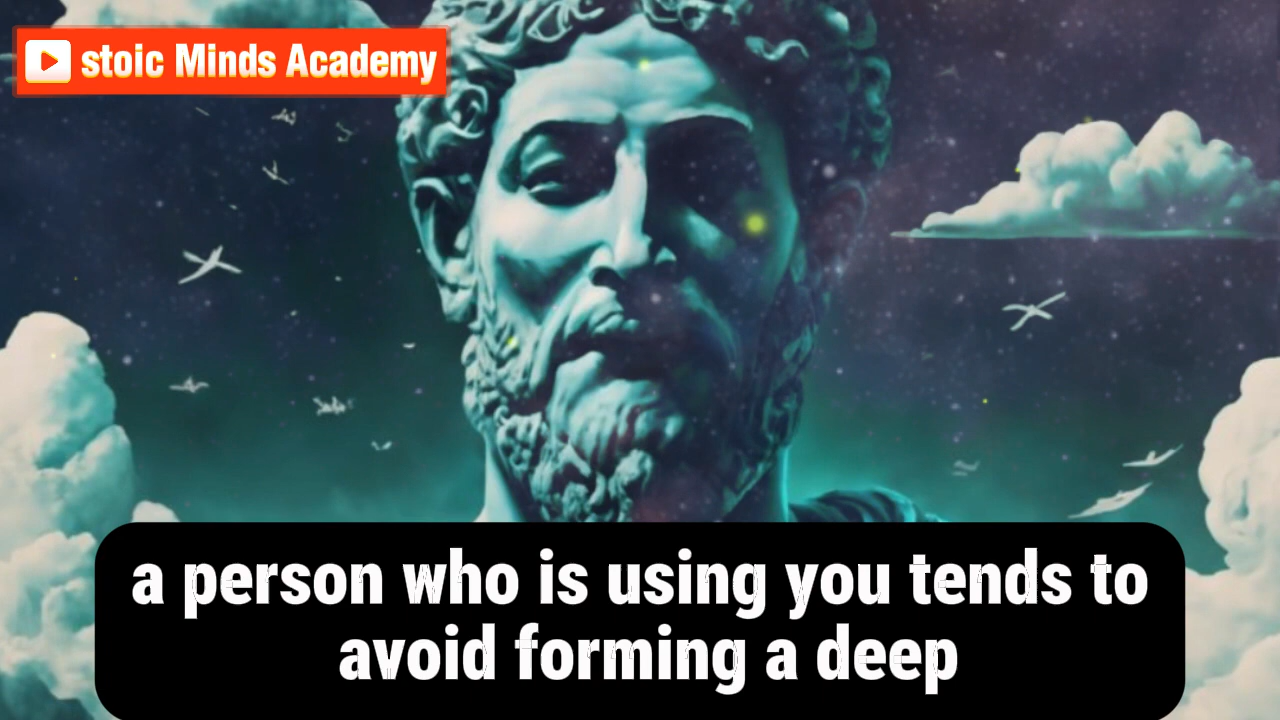 stoic Minds Academy
a person who is using you tends to
avoid forming a deep